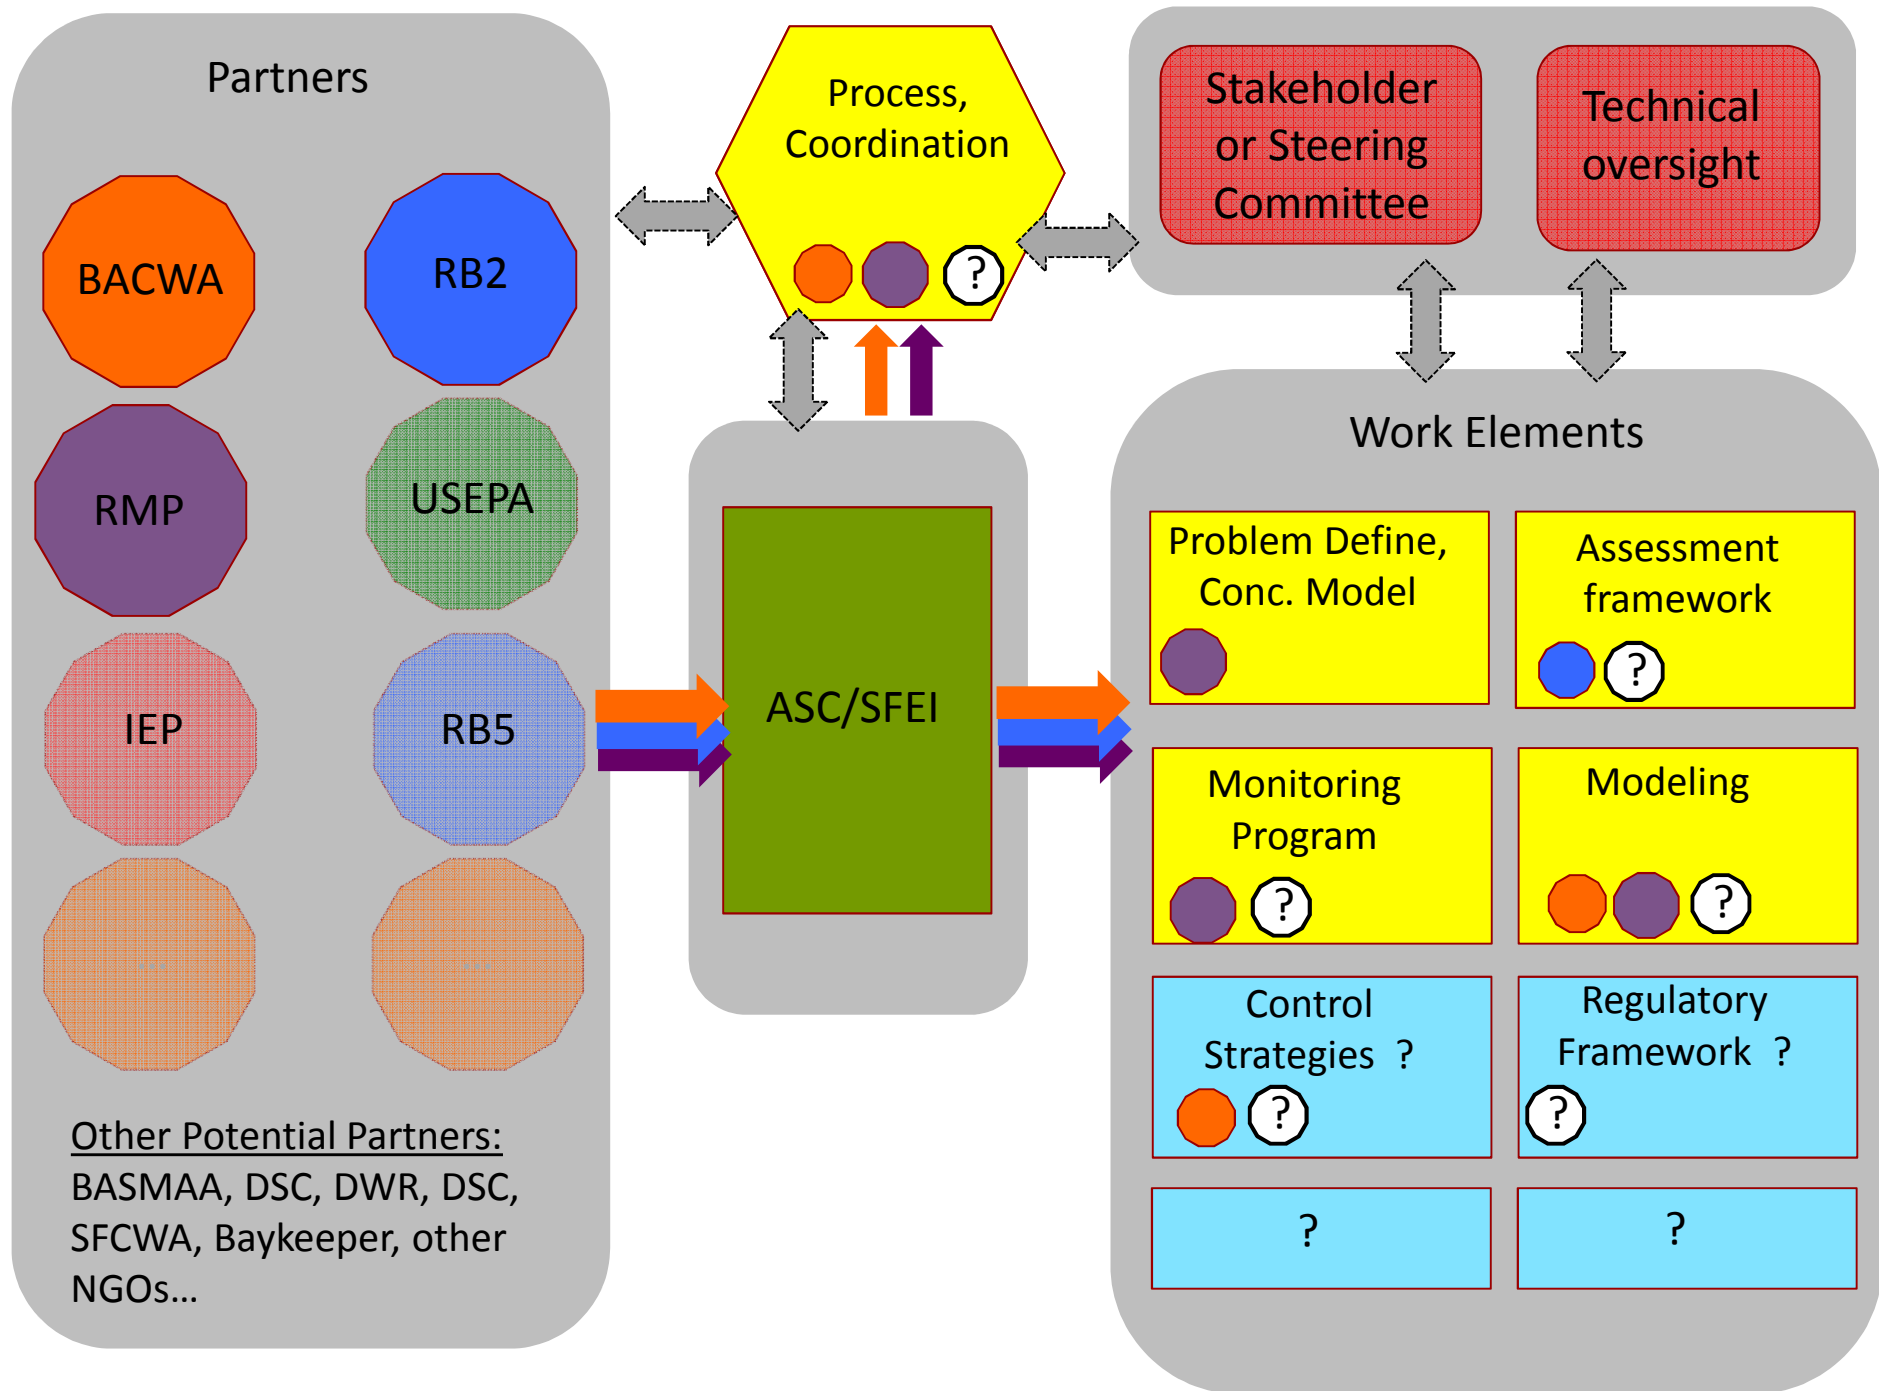 Partners
BACWA
RB2
RMP
USEPA
IEP
RB5
...
...
Other Potential Partners:
BASMAA, DSC, DWR, DSC,
SFCWA, Baykeeper, other
NGOs...
Process,
Coordination
?
ASC/SFEI
Stakeholder
or Steering
Committee
Technical
oversight
Work Elements
Problem Define,
Conc. Model
Assessment
framework
?
Monitoring
Program
?
Modeling
?
Control
Strategies ?
?
Regulatory
Framework ?
?
?
?